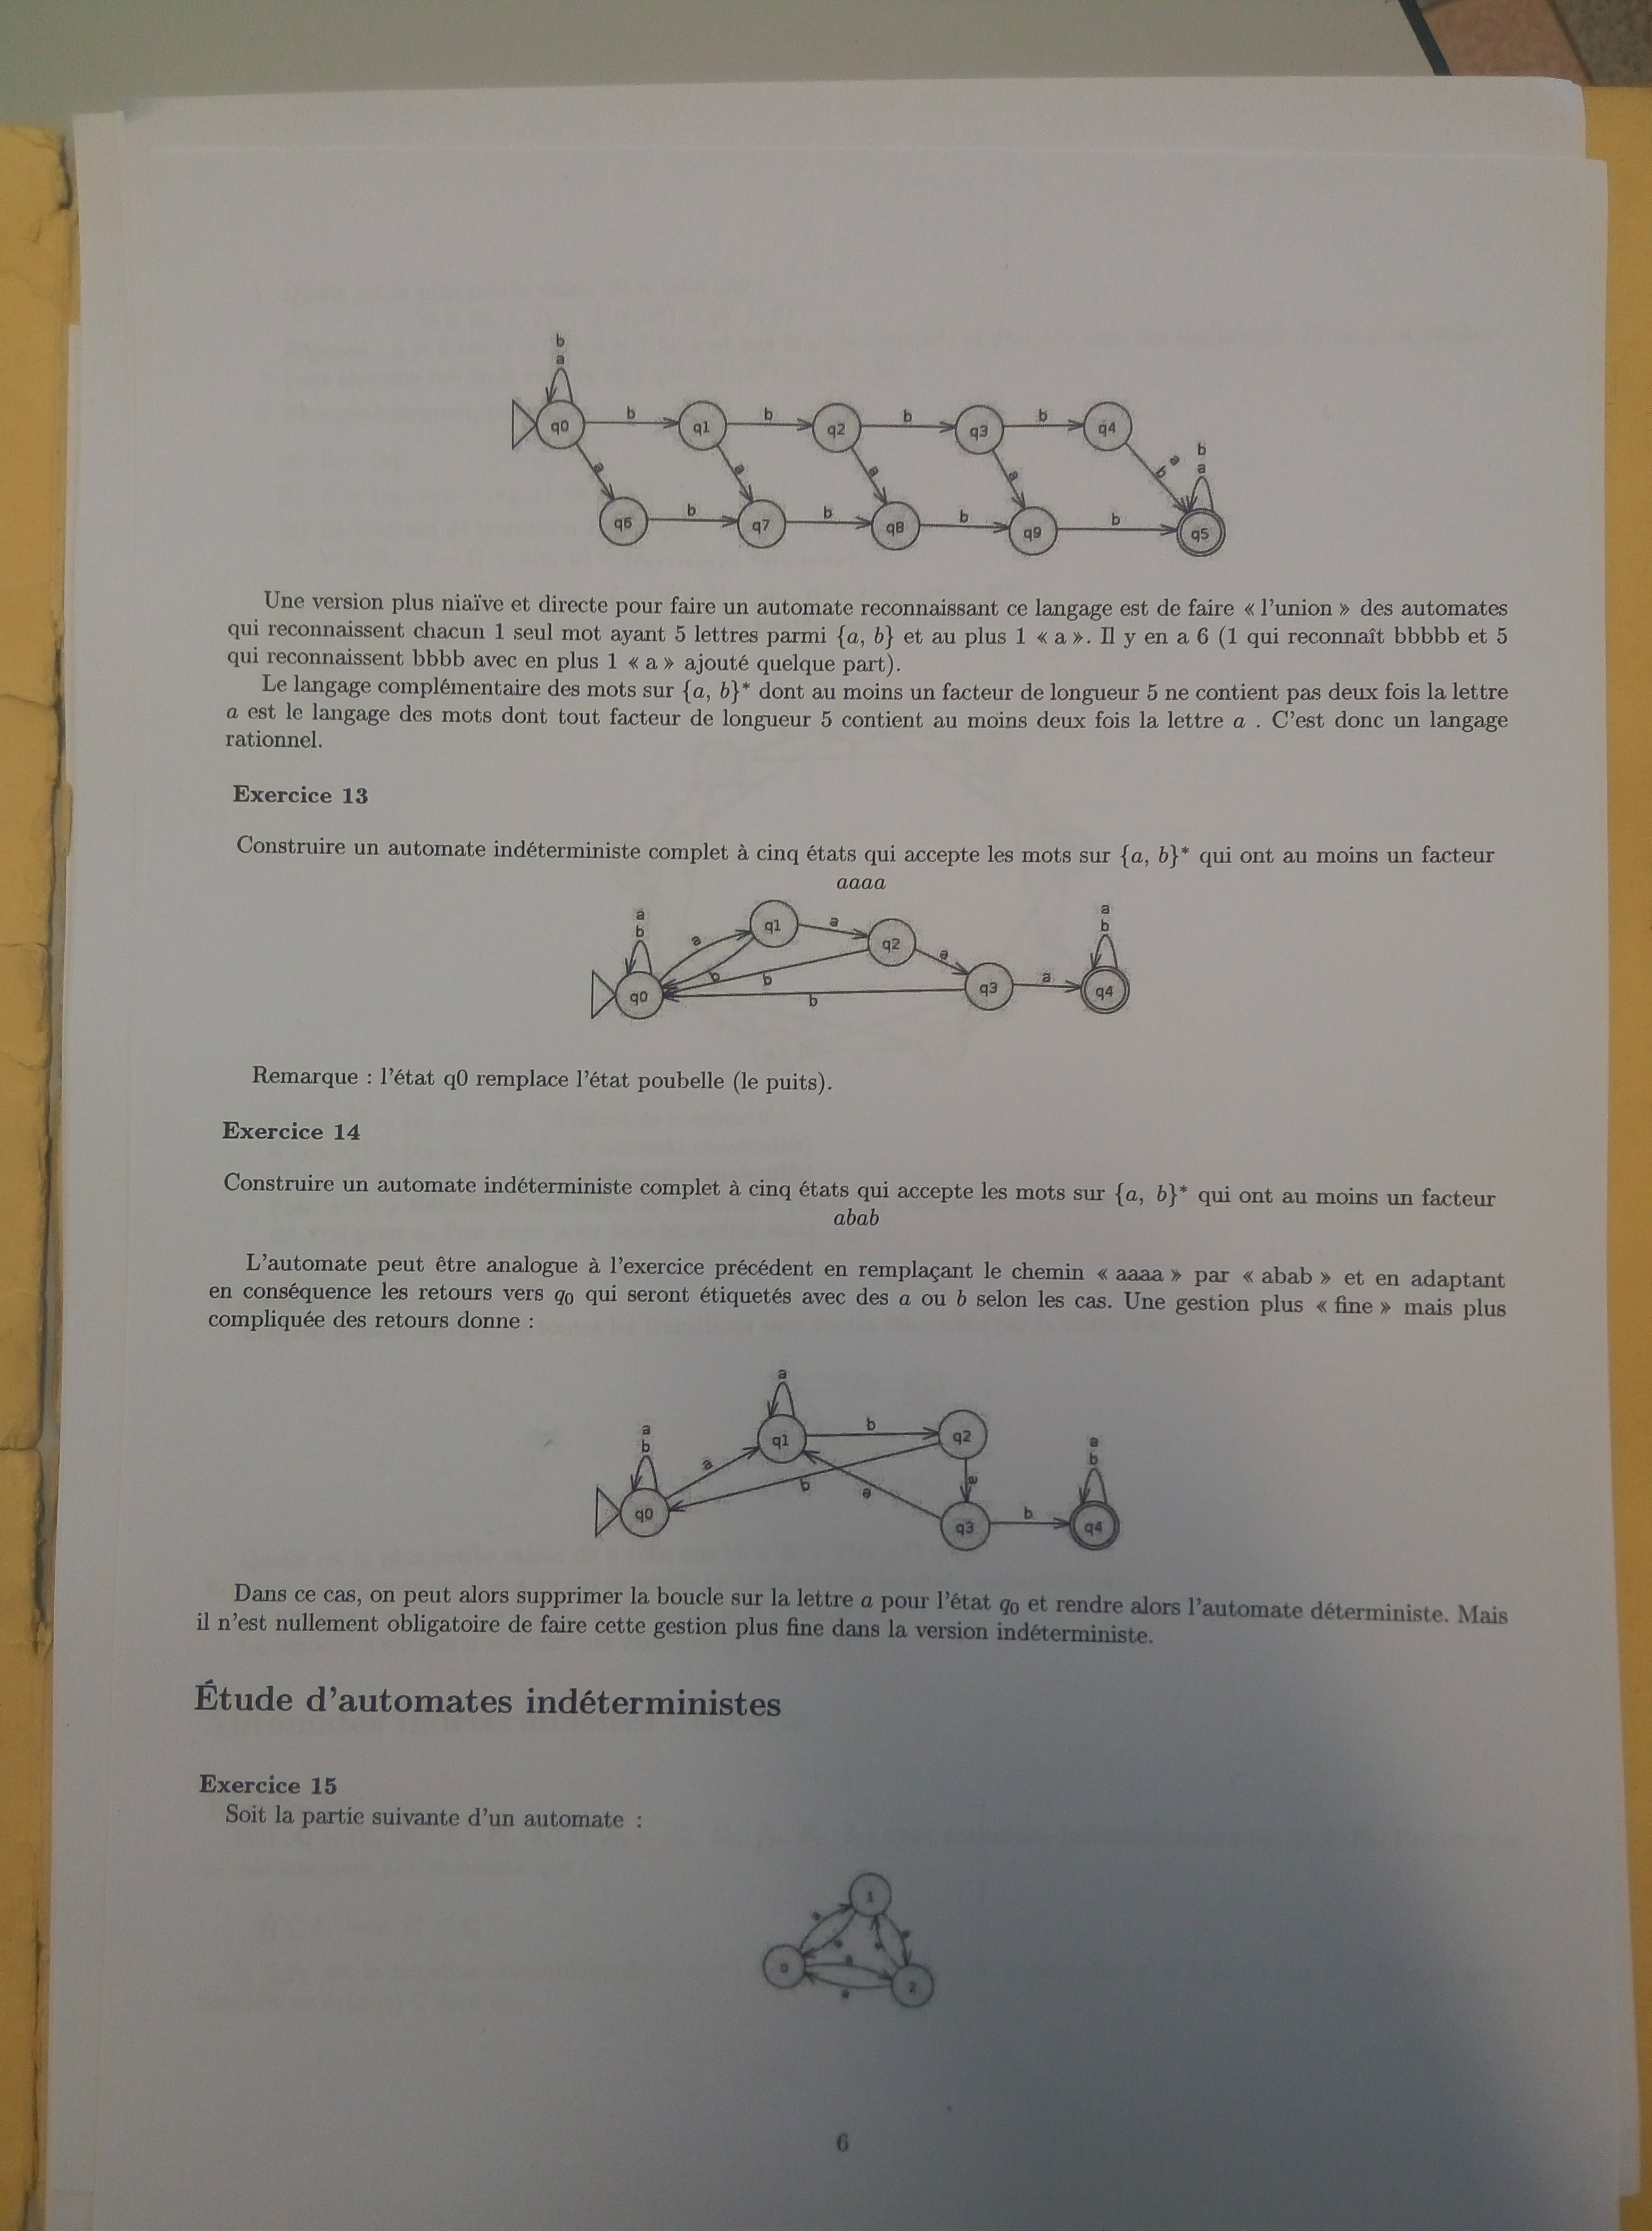 b
a
q0 b q1 b q2 b q3 b q4
a a a a b a
b
a
q6 b q7 b q8 b q9 b q5
Une version plus niaïve et directe pour faire un automate reconnaissant ce langage est de faire « l'union » des automates
qui reconnaissent chacun 1 seul mot ayant 5 lettres parmi {a, b} et au plus 1 « a ». Il y en a 6 (1 qui reconnaît bbbbb et 5
qui reconnaissent bbbb avec en plus 1 « a » ajouté quelque part).
Le langage complémentaire des mots sur {a, b}* dont au moins un facteur de longueur 5 ne contient pas deux fois la lettre
a est le langage des mots dont tout facteur de longueur 5 contient au moins deux fois la lettre a . C'est donc un langage
rationnel.
Exercice 13
Construire un automate indéterministe complet à cinq états qui accepte les mots sur {a, b}* qui ont au moins un facteur
aaaa
a
b
q0 a q1 a q2 a q3 a q4
b b b
a
b
Remarque : l'état q0 remplace l'état poubelle (le puits).
Exercice 14
Construire un automate indéterministe complet à cinq états qui accepte les mots sur {a, b}* qui ont au moins un facteur
abab
L'automate peut être analogue à l'exercice précédent en remplaçant le chemin « aaaa » par « abab » et en adaptant
en conséquence les retours vers q0 qui seront étiquetés avec des a ou b selon les cas. Une gestion plus « fine » mais plus
compliquée des retours donne :
a
q1 b q2
a
b
a b a a
a
b
q0 q3 b q4
Dans ce cas, on peut alors supprimer la boucle sur la lettre a pour l'état q0 et rendre alors l'automate déterministe. Mais
il n'est nullement obligatoire de faire cette gestion plus fine dans la version indéterministe.
Étude d'automates indéterministes
Exercice 15
Soit la partie suivante d'un automate :
1
0
2
6